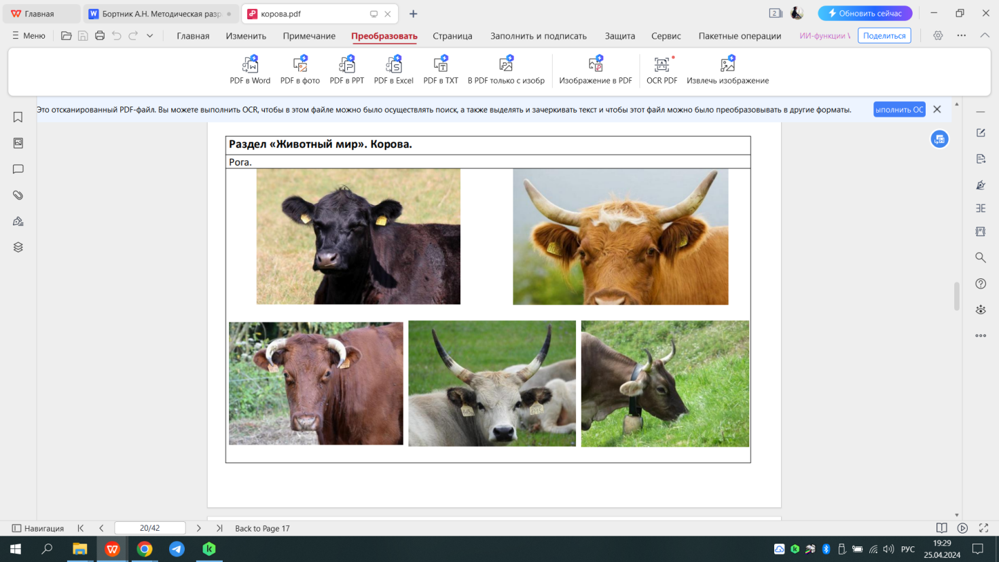 Главная
Бортник А.Н. Методическая разр
корова.pdf
2
Обновить сейчас
Меню
Главная
Изменить
Примечание
Преобразовать
Страница
Заполнить и подписать
Защита
Сервис
Пакетные операции
ИИ-функции
Поделиться
PDF в Word
PDF в фото
PDF в PPT
PDF в Excel
PDF в TXT
В PDF только с изобр
Изображение в PDF
OCR PDF
Извлечь изображение
Это отсканированный PDF-файл. Вы можете выполнить OCR, чтобы в этом файле можно было осуществлять поиск, а также выделять и зачеркивать текст и чтобы этот файл можно было преобразовывать в другие форматы.
ыполнить OC
Раздел «Животный мир». Корова.
Рога.
Навигация
20/42
Back to Page 17
РУС
19:29
25.04.2024